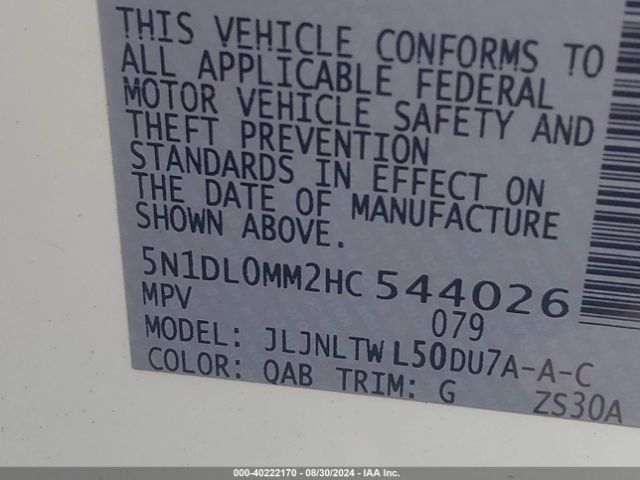 THIS VEHICLE CONFORMS TO
ALL APPLICABLE FEDERAL
MOTOR VEHICLE SAFETY AND
THEFT PREVENTION
STANDARDS IN EFFECT ON
THE DATE OF MANUFACTURE
SHOWN ABOVE.
5N1DL0MM2HC544026
MPV 079
MODEL: JLJNLTWL50DU7A-A-C
COLOR: QAB TRIM: G ZS30A
000-40222170 - 08/30/2024 - IAA Inc.